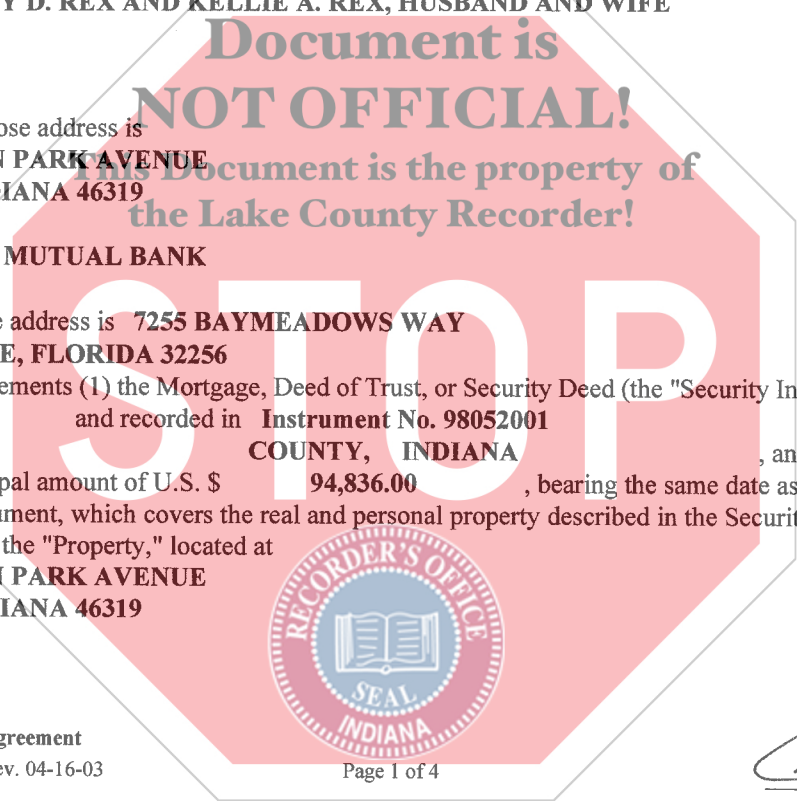 Y D. REX AND KELLIE A. REX, HUSBAND AND WIFE
Document is
NOT OFFICIAL!
ose address is
N PARK AVENUE
This Document is the property of
DIANA 46319
the Lake County Recorder!
MUTUAL BANK
STOP
e address is 7255 BAYMEADOWS WAY
E, FLORIDA 32256
ements (1) the Mortgage, Deed of Trust, or Security Deed (the "Security In
and recorded in Instrument No. 98052001
COUNTY, INDIANA , an
pal amount of U.S. $ 94,836.00 , bearing the same date as
ument, which covers the real and personal property described in the Securit
the "Property," located at
N PARK AVENUE
DIANA 46319
RECORDER'S OFFICE
SEAL
INDIANA
greement
ev. 04-16-03
Page 1 of 4